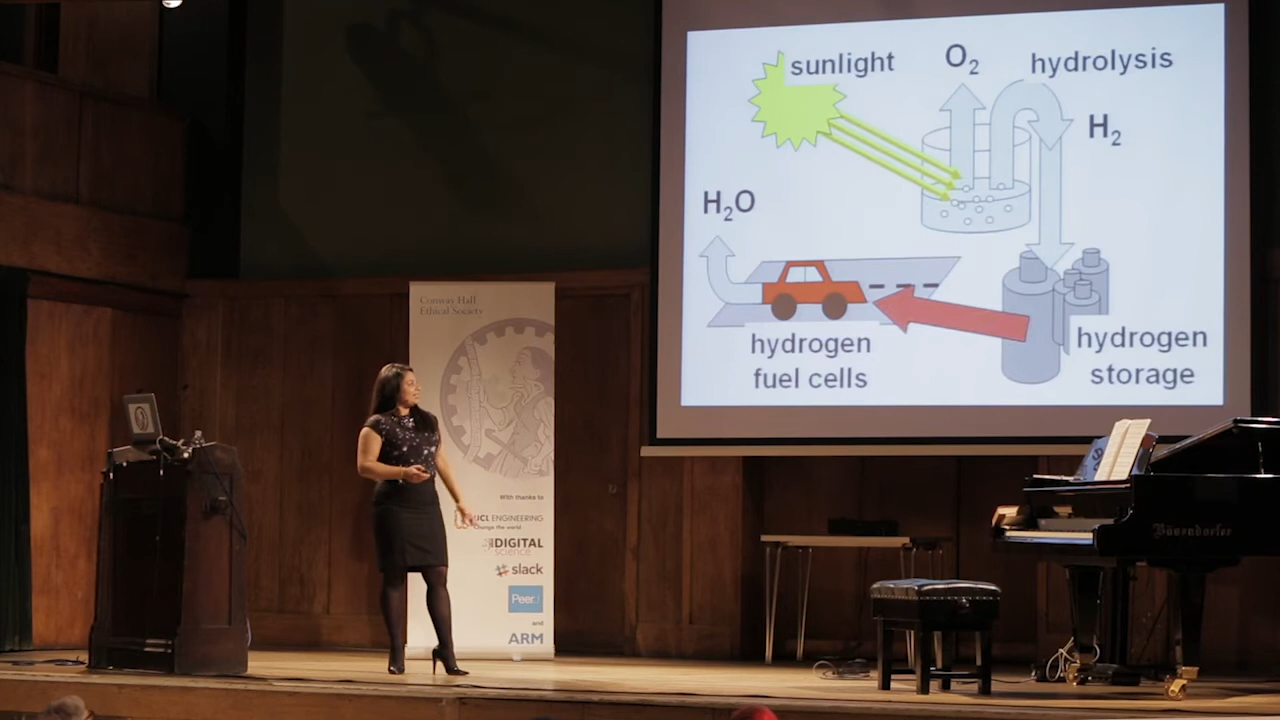 sunlight
O2
hydrolysis
H2
H2O
hydrogen
fuel cells
hydrogen
storage
Conway Hall
Ethical Society
With thanks to
UCL ENGINEERING
Change the world
DIGITAL
science
slack
PeerJ
and
ARM
Bösendorfer